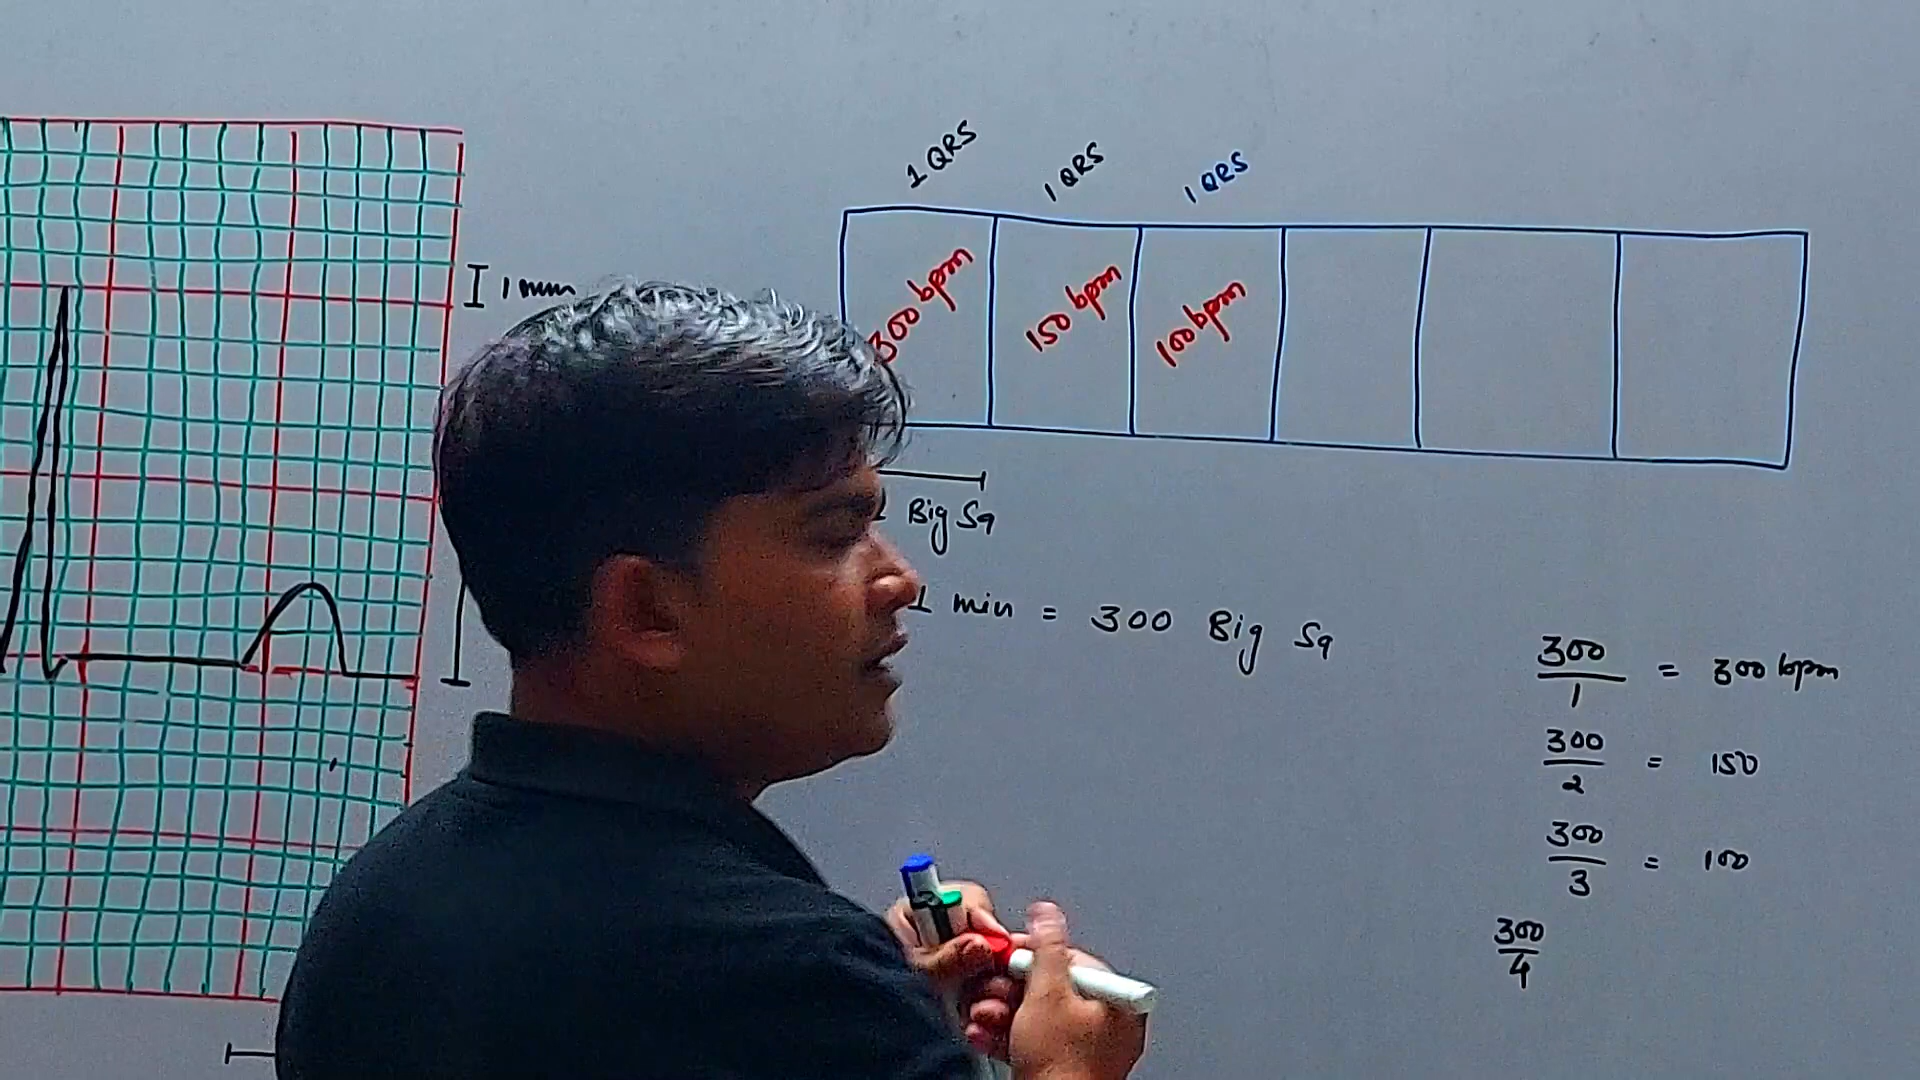 1 QRS
1 QRS
1 QRS
1 mm
300 bpm
150 bpm
100 bpm
Big Sq
1 min = 300 Big Sq
300/1 = 300 bpm
300/2 = 150
300/3 = 100
300/4